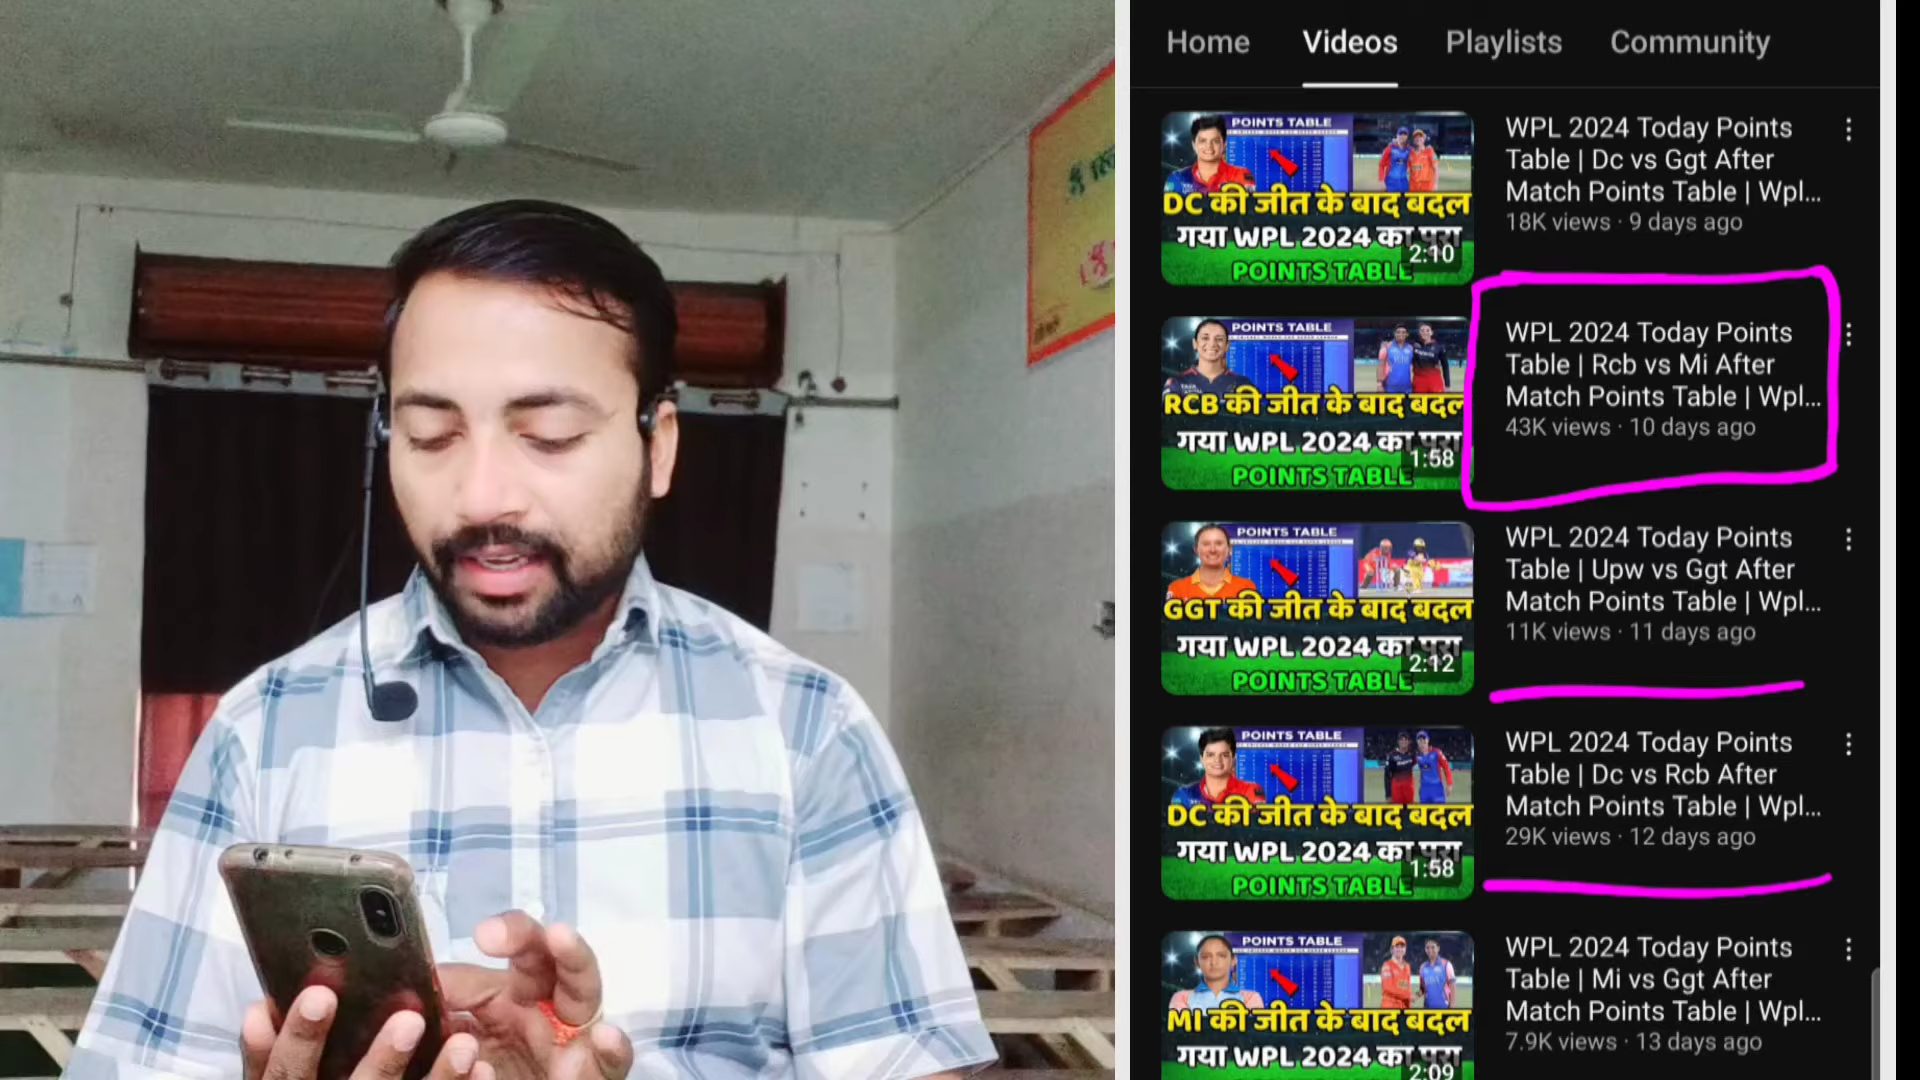 Home Videos Playlists Community
POINTS TABLE
DC की जीत के बाद बदल
गया WPL 2024 का पूरा
2:10
POINTS TABLE
WPL 2024 Today Points
Table | Dc vs Ggt After
Match Points Table | Wpl...
18K views · 9 days ago
POINTS TABLE
RCB की जीत के बाद बदल
गया WPL 2024 का पूरा
1:58
POINTS TABLE
WPL 2024 Today Points
Table | Rcb vs Mi After
Match Points Table | Wpl...
43K views · 10 days ago
POINTS TABLE
GGT की जीत के बाद बदल
गया WPL 2024 का पूरा
2:12
POINTS TABLE
WPL 2024 Today Points
Table | Upw vs Ggt After
Match Points Table | Wpl...
11K views · 11 days ago
POINTS TABLE
DC की जीत के बाद बदल
गया WPL 2024 का पूरा
1:58
POINTS TABLE
WPL 2024 Today Points
Table | Dc vs Rcb After
Match Points Table | Wpl...
29K views · 12 days ago
POINTS TABLE
MI की जीत के बाद बदल
गया WPL 2024 का पूरा
2:09
WPL 2024 Today Points
Table | Mi vs Ggt After
Match Points Table | Wpl...
7.9K views · 13 days ago